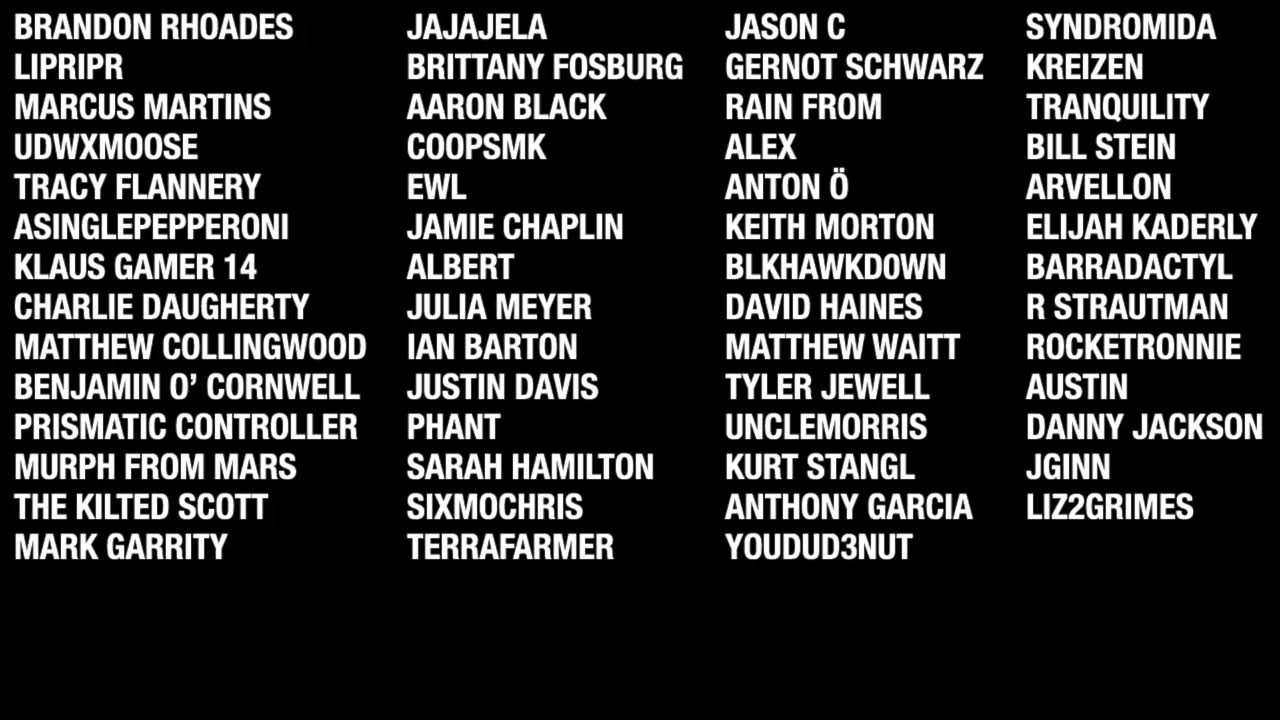 BRANDON RHOADES
LIPRIPR
MARCUS MARTINS
UDWXMOOSE
TRACY FLANNERY
ASINGLEPEPPERONI
KLAUS GAMER 14
CHARLIE DAUGHERTY
MATTHEW COLLINGWOOD
BENJAMIN O’ CORNWELL
PRISMATIC CONTROLLER
MURPH FROM MARS
THE KILTED SCOTT
MARK GARRITY
JAJAJELA
BRITTANY FOSBURG
AARON BLACK
COOPSMK
EWL
JAMIE CHAPLIN
ALBERT
JULIA MEYER
IAN BARTON
JUSTIN DAVIS
PHANT
SARAH HAMILTON
SIXMOCHRIS
TERRAFARMER
JASON C
GERNOT SCHWARZ
RAIN FROM
ALEX
ANTON Ö
KEITH MORTON
BLKHAWKD0WN
DAVID HAINES
MATTHEW WAITT
TYLER JEWELL
UNCLEMORRIS
KURT STANGL
ANTHONY GARCIA
YOUDUD3NUT
SYNDROMIDA
KREIZEN
TRANQUILITY
BILL STEIN
ARVELLON
ELIJAH KADERLY
BARRADACTYL
R STRAUTMAN
ROCKETRONNIE
AUSTIN
DANNY JACKSON
JGINN
LIZ2GRIMES